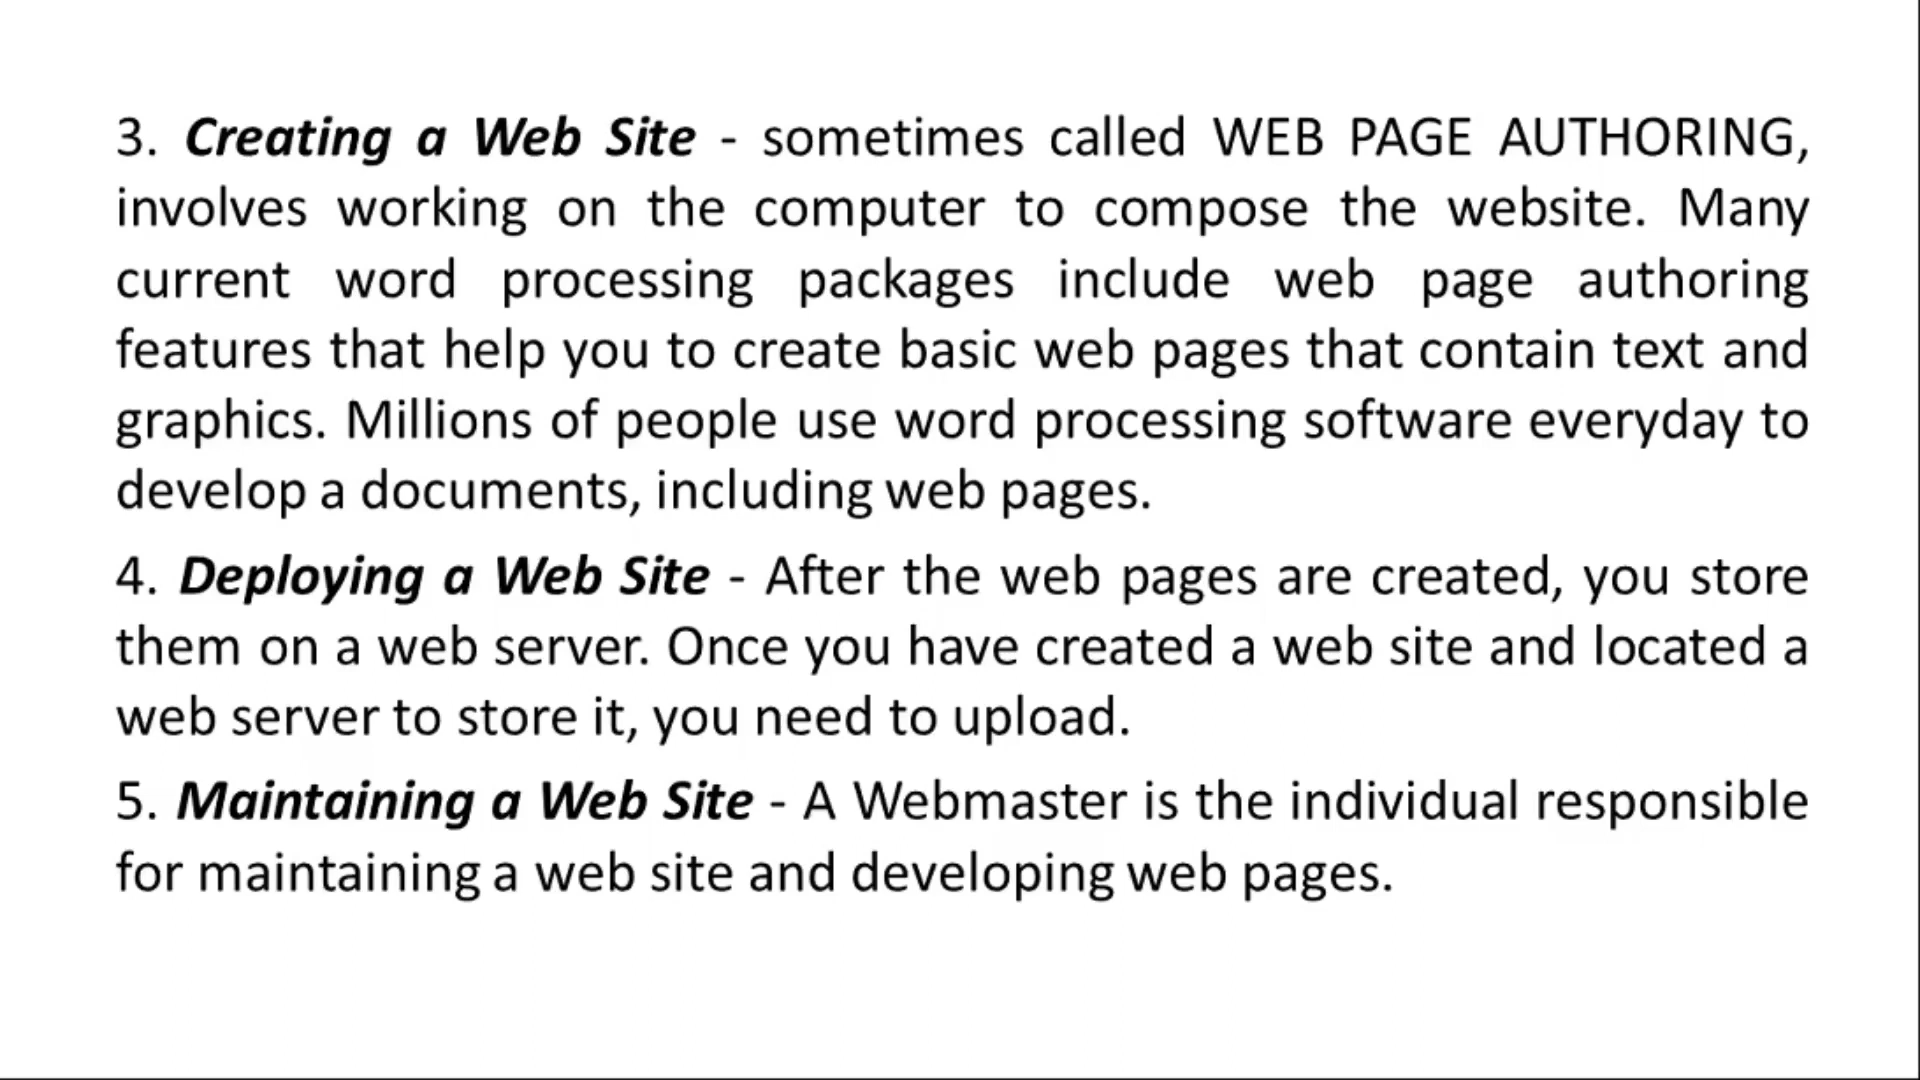 3. Creating a Web Site - sometimes called WEB PAGE AUTHORING,
involves working on the computer to compose the website. Many
current word processing packages include web page authoring
features that help you to create basic web pages that contain text and
graphics. Millions of people use word processing software everyday to
develop a documents, including web pages.
4. Deploying a Web Site - After the web pages are created, you store
them on a web server. Once you have created a web site and located a
web server to store it, you need to upload.
5. Maintaining a Web Site - A Webmaster is the individual responsible
for maintaining a web site and developing web pages.